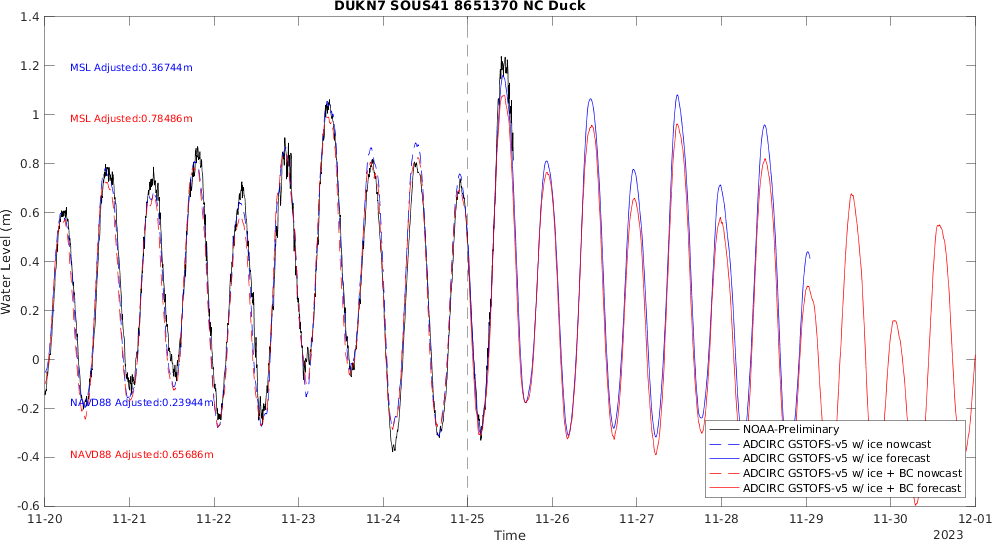 DUKN7 SOUS41 8651370 NC Duck
1.4
1.2
1
0.8
0.6
0.4
0.2
0
-0.2
-0.4
-0.6
Water Level (m)
MSL Adjusted:0.36744m
MSL Adjusted:0.78486m
NAVD88 Adjusted:0.23944m
NAVD88 Adjusted:0.65686m
NOAA-Preliminary
ADCIRC GSTOFS-v5 w/ ice nowcast
ADCIRC GSTOFS-v5 w/ ice forecast
ADCIRC GSTOFS-v5 w/ ice + BC nowcast
ADCIRC GSTOFS-v5 w/ ice + BC forecast
11-20 11-21 11-22 11-23 11-24 11-25 11-26 11-27 11-28 11-29 11-30 12-01
Time
2023